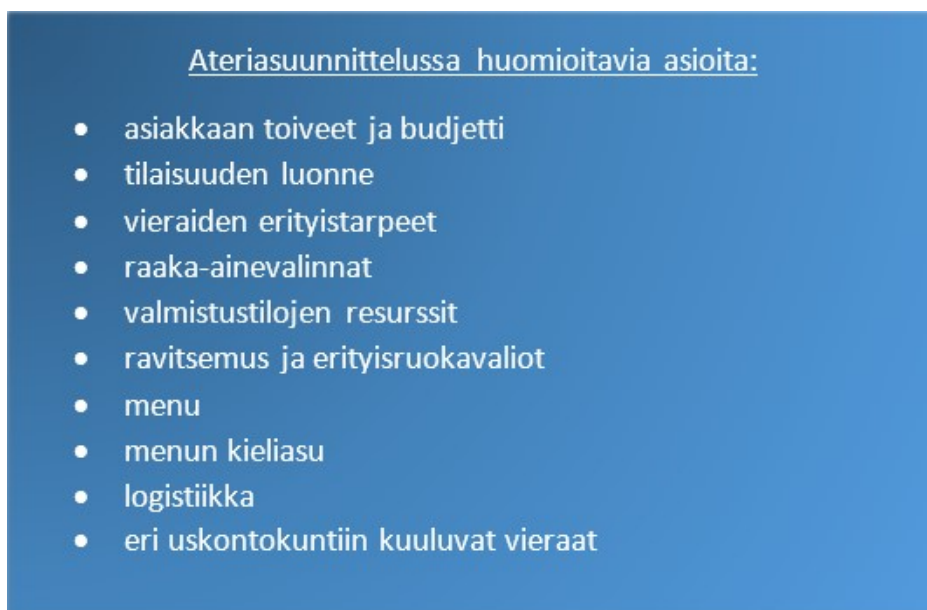 Ateriasuunnittelussa huomioitavia asioita:
• asiakkaan toiveet ja budjetti
• tilaisuuden luonne
• vieraiden erityistarpeet
• raaka-ainevalinnat
• valmistustilojen resurssit
• ravitsemus ja erityisruokavaliot
• menu
• menun kieliasu
• logistiikka
• eri uskontokuntiin kuuluvat vieraat